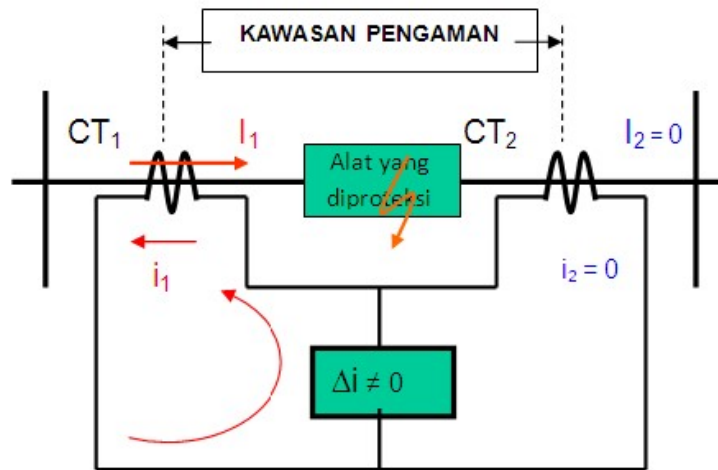 KAWASAN PENGAMAN
CT₁
I₁
CT₂
I₂ = 0
Alat yang
diproteksi
i₁
i₂ = 0
Δi ≠ 0